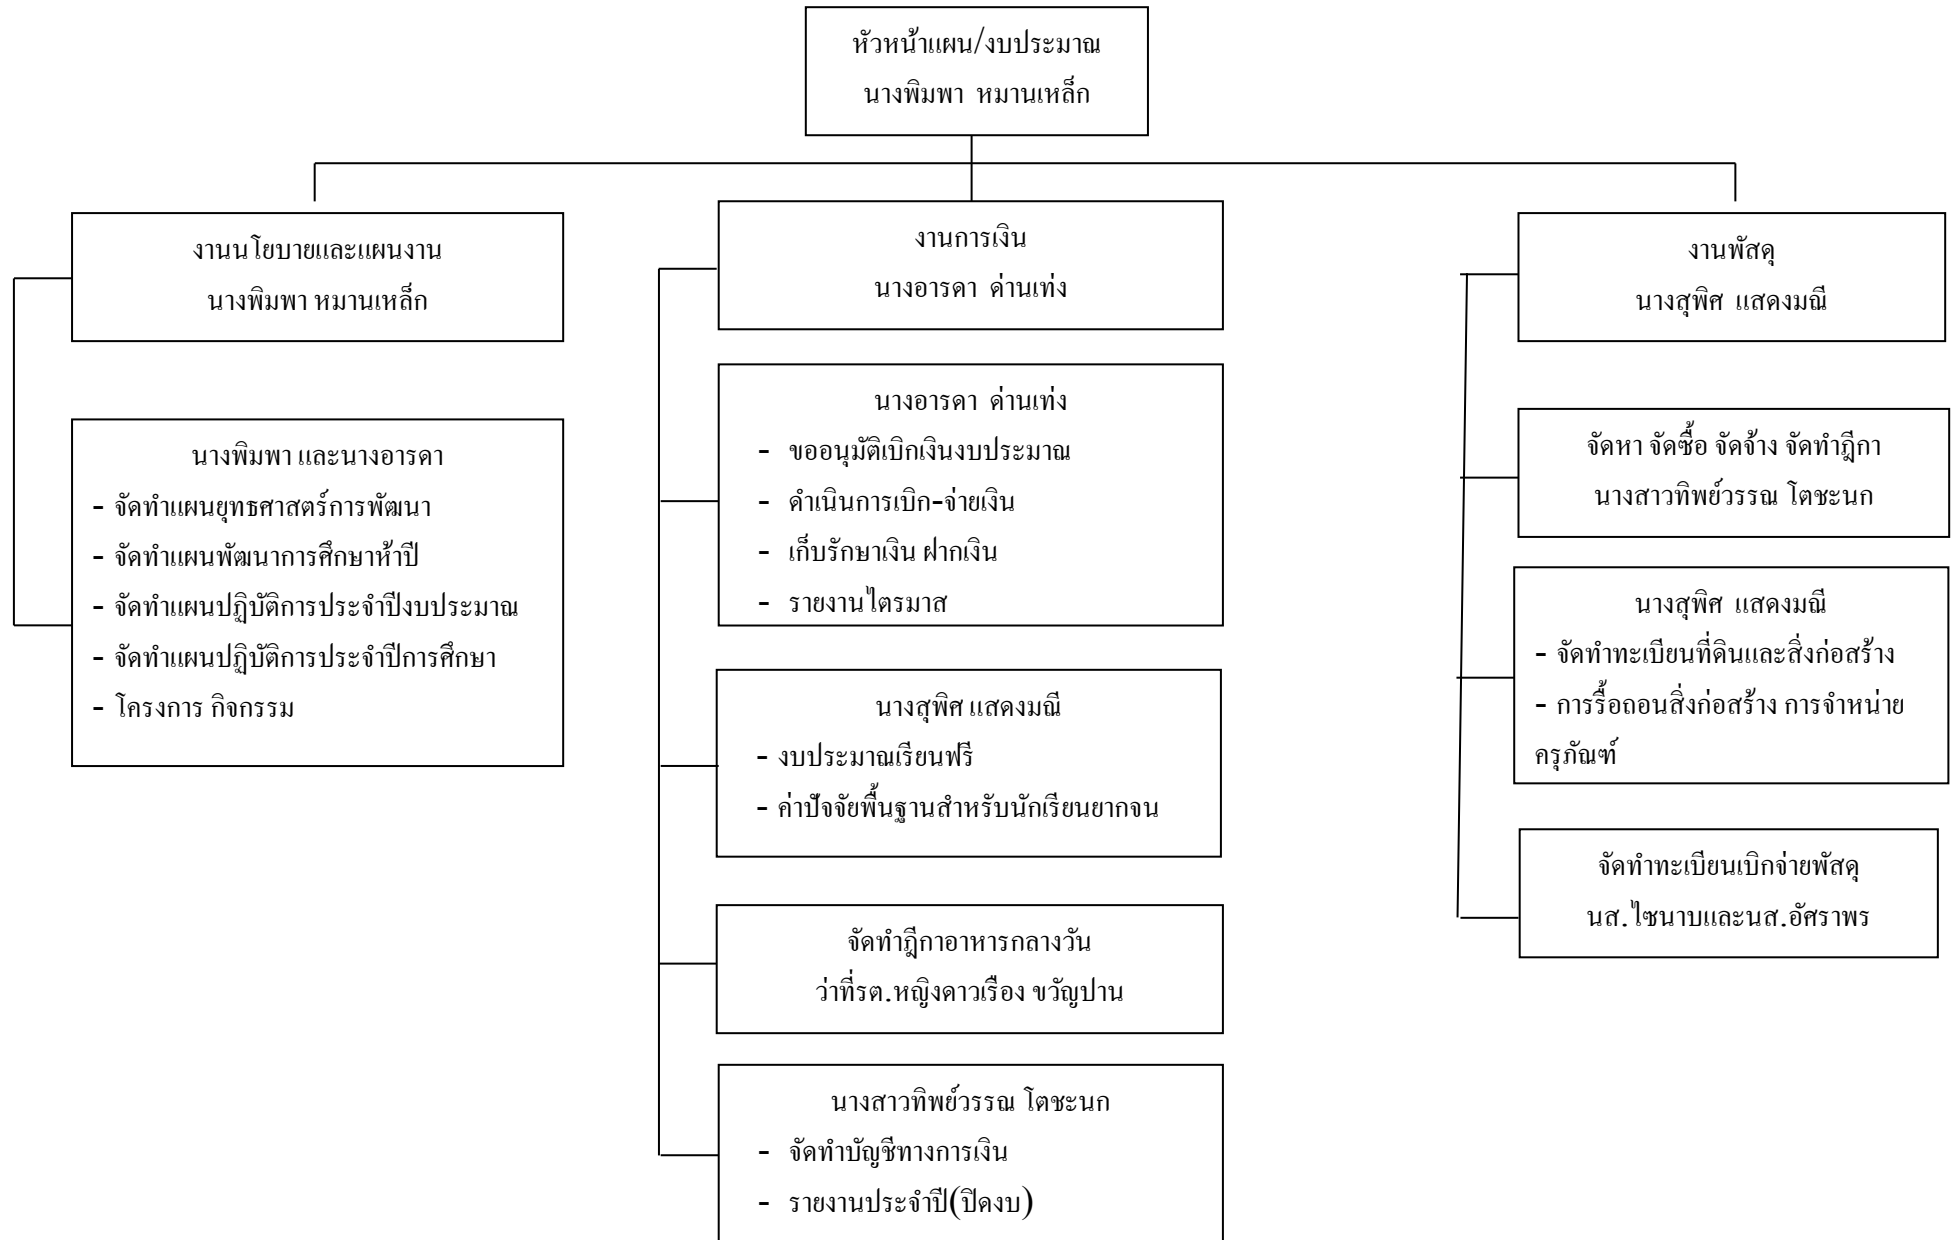 หัวหน้าแผน/งบประมาณ
นางพิมพา หมานเหล็ก
งานนโยบายและแผนงาน
นางพิมพา หมานเหล็ก
นางพิมพา และนางอารดา
- จัดทำแผนยุทธศาสตร์การพัฒนา
- จัดทำแผนพัฒนาการศึกษาห้าปี
- จัดทำแผนปฏิบัติการประจำปีงบประมาณ
- จัดทำแผนปฏิบัติการประจำปีการศึกษา
- โครงการ กิจกรรม
งานการเงิน
นางอารดา ด่านเท่ง
นางอารดา ด่านเท่ง
- ขออนุมัติเบิกเงินงบประมาณ
- ดำเนินการเบิก-จ่ายเงิน
- เก็บรักษาเงิน ฝากเงิน
- รายงานไตรมาส
นางสุพิศ แสดงมณี
- งบประมาณเรียนฟรี
- ค่าปัจจัยพื้นฐานสำหรับนักเรียนยากจน
จัดทำฎีกาอาหารกลางวัน
ว่าที่รต.หญิงดาวเรือง ขวัญปาน
นางสาวทิพย์วรรณ โตชะนก
- จัดทำบัญชีทางการเงิน
- รายงานประจำปี(ปิดงบ)
งานพัสดุ
นางสุพิศ แสดงมณี
จัดหา จัดซื้อ จัดจ้าง จัดทำฎีกา
นางสาวทิพย์วรรณ โตชะนก
นางสุพิศ แสดงมณี
- จัดทำทะเบียนที่ดินและสิ่งก่อสร้าง
- การรื้อถอนสิ่งก่อสร้าง การจำหน่าย
ครุภัณฑ์
จัดทำทะเบียนเบิกจ่ายพัสดุ
นส.ไซนาบและนส.อัศราพร